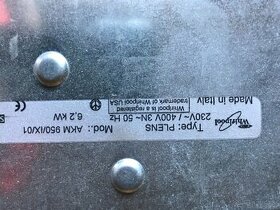 Made in Italy
Whirlpool
Whirlpool
is a registered
trademark of Whirlpool USA
Type: PLENS
230V~ / 400V 3N~ 50 Hz
6,2 kW
Mod.: AKM 950/IX/01